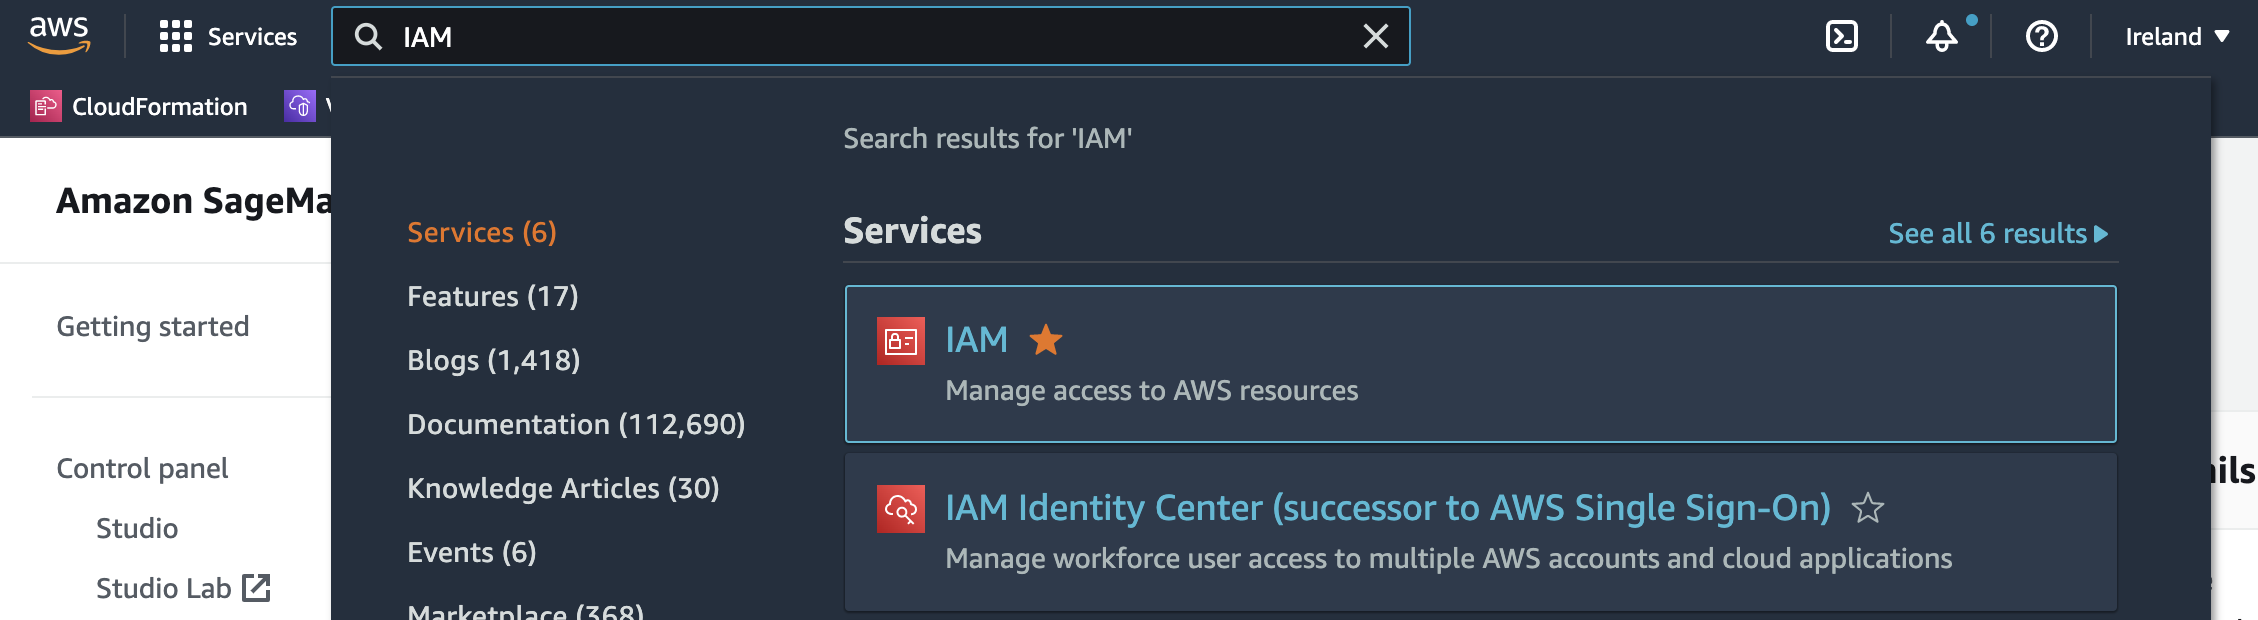 aws
Services
IAM
Ireland
CloudFormation
Search results for 'IAM'
Amazon SageMa
Services (6)
Services
See all 6 results
Features (17)
IAM
Getting started
Blogs (1,418)
Manage access to AWS resources
Documentation (112,690)
Control panel
Knowledge Articles (30)
IAM Identity Center (successor to AWS Single Sign-On)
Studio
Events (6)
Manage workforce user access to multiple AWS accounts and cloud applications
Studio Lab
Marketplace (368)
ils